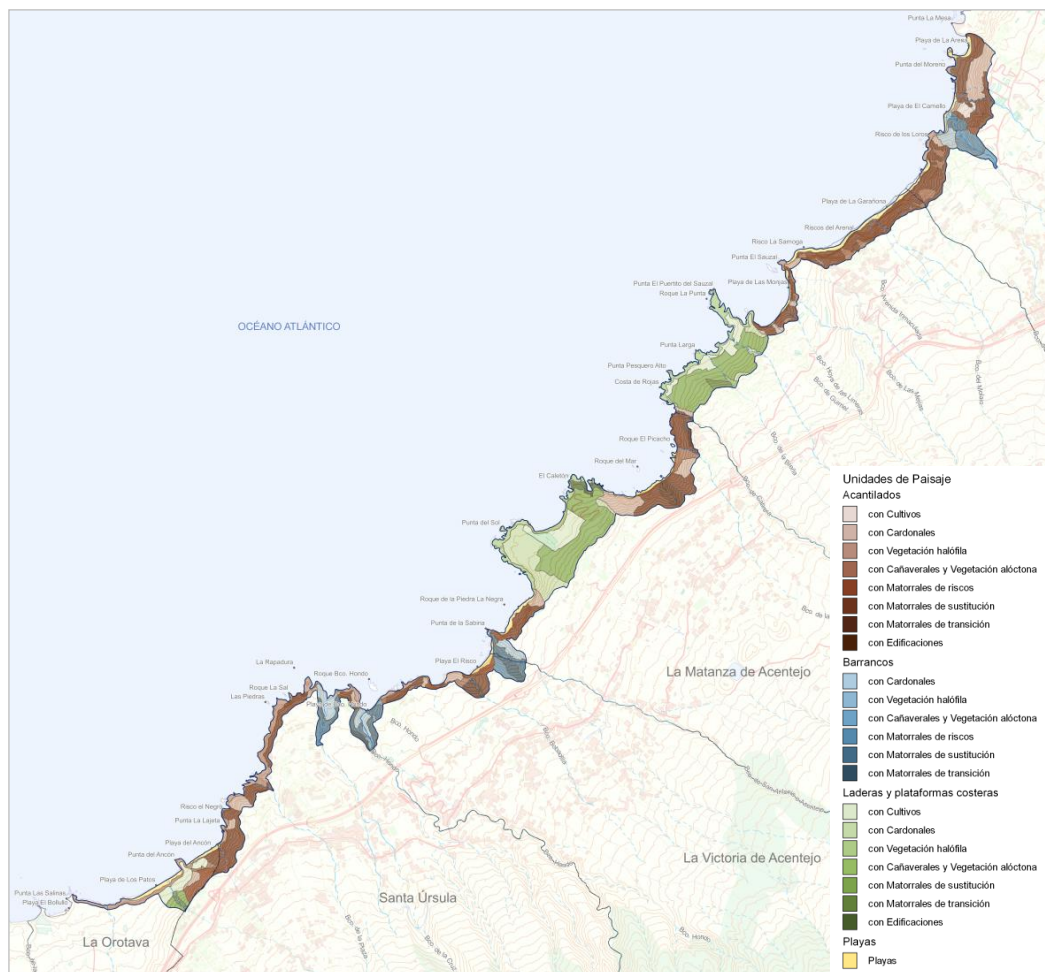 Punta La Mesa
Playa de La Arena
Punta del Moreno
Playa de El Camello
Risco de los Loros
Playa de La Garañona
Riscos del Arenal
Risco La Sarnoga
Punta El Sauzal
Playa de Las Monjas
Punta El Puertito del Sauzal
Roque La Punta
OCÉANO ATLÁNTICO
Punta Larga
Punta Pesquero Alto
Costa de Rojas
Roque El Picacho
Roque del Mar
El Caletón
Punta del Sol
Roque de la Piedra La Negra
Punta de la Sabina
Playa El Risco
La Rapadura
Roque Bco. Hondo
Roque La Sal
Las Piedras
Bco. Hondo
Risco el Negro
Punta La Lajeta
Playa del Ancón
Punta del Ancón
Playa de Los Patos
Punta Las Salinas
Playa El Bollullo
La Orotava
Santa Úrsula
La Victoria de Acentejo
La Matanza de Acentejo
Bco. Hondo
Bco. de la Cruz
Unidades de Paisaje
Acantilados
con Cultivos
con Cardonales
con Vegetación halófila
con Cañaverales y Vegetación alóctona
con Matorrales de riscos
con Matorrales de sustitución
con Matorrales de transición
con Edificaciones
Barrancos
con Cardonales
con Vegetación halófila
con Cañaverales y Vegetación alóctona
con Matorrales de riscos
con Matorrales de sustitución
con Matorrales de transición
Laderas y plataformas costeras
con Cultivos
con Cardonales
con Vegetación halófila
con Cañaverales y Vegetación alóctona
con Matorrales de sustitución
con Matorrales de transición
con Edificaciones
Playas
Playas